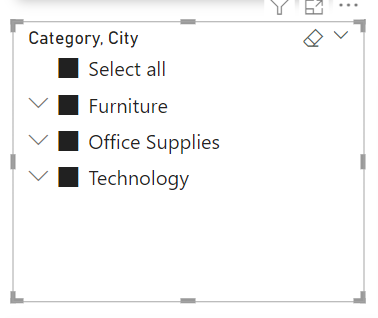 Category, City
Select all
Furniture
Office Supplies
Technology